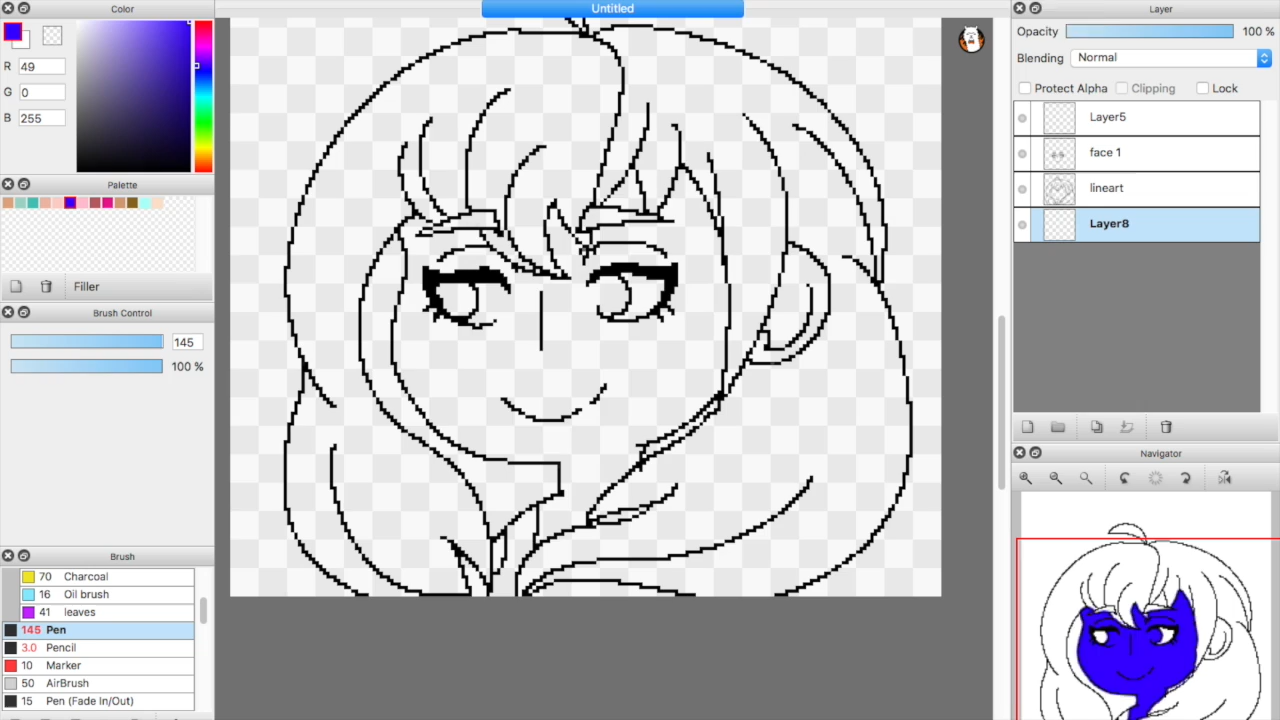 Color
R 49
G 0
B 255
Palette
Filler
Brush Control
145
100 %
Brush
70 Charcoal
16 Oil brush
41 leaves
145 Pen
3.0 Pencil
10 Marker
50 AirBrush
15 Pen (Fade In/Out)
Untitled
Layer
Opacity 100 %
Blending Normal
Protect Alpha Clipping Lock
Layer5
face 1
lineart
Layer8
Navigator